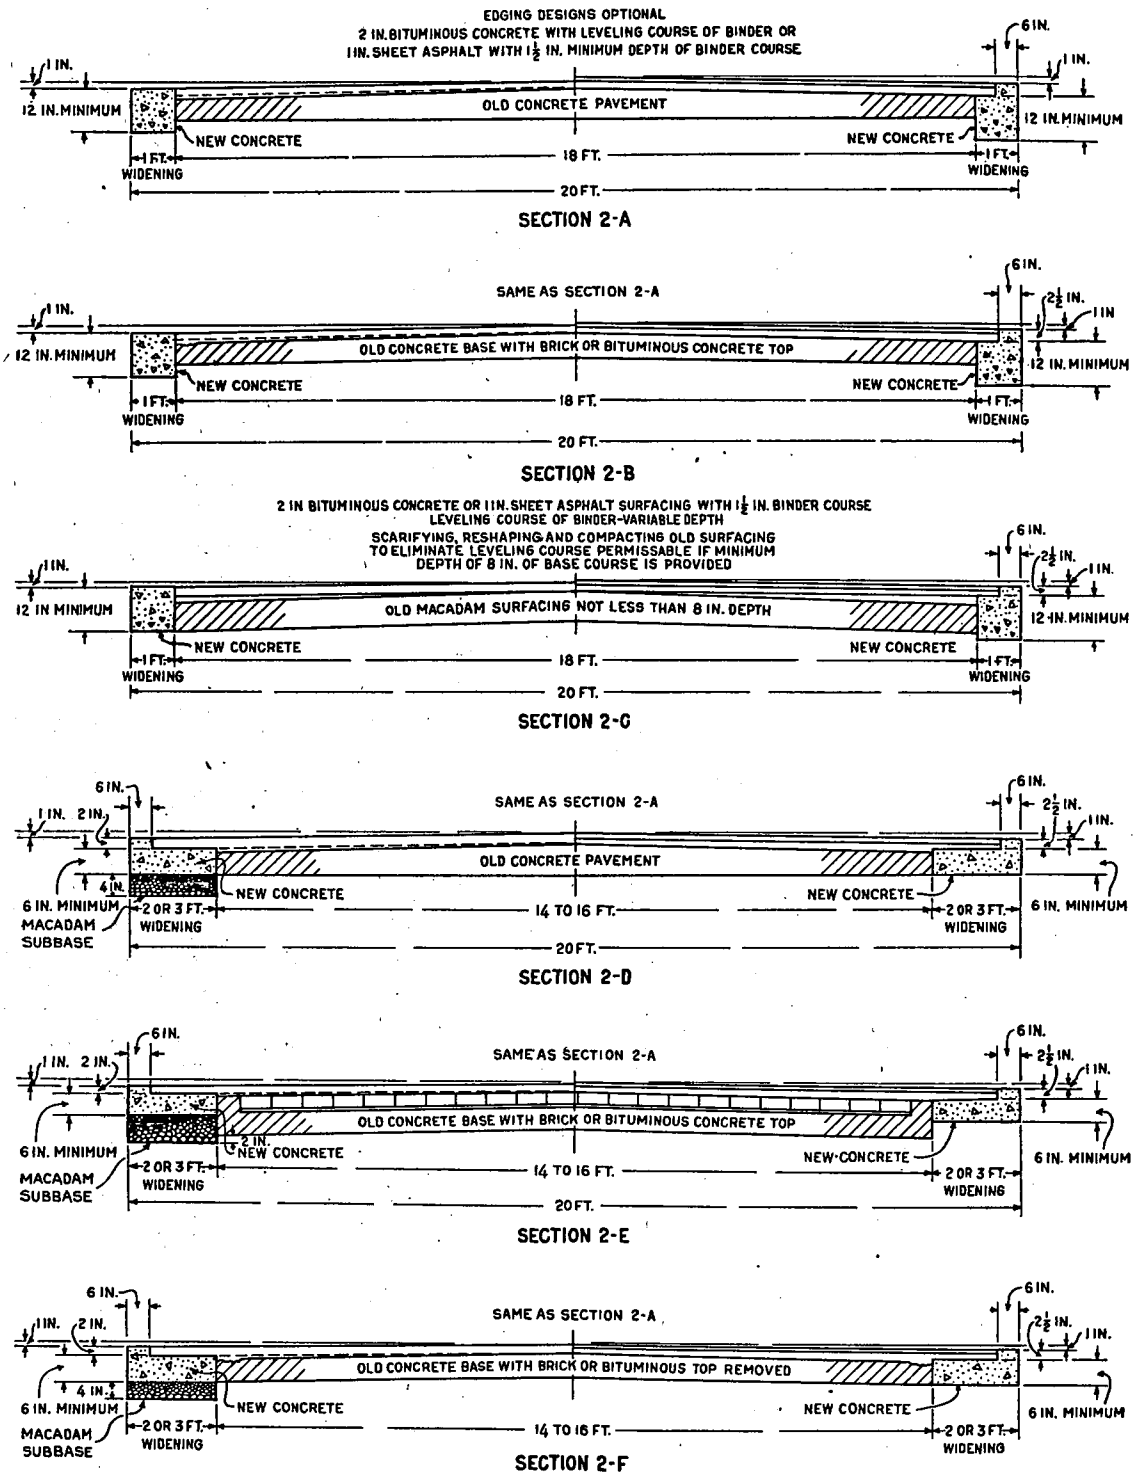 EDGING DESIGNS OPTIONAL
2 IN. BITUMINOUS CONCRETE WITH LEVELING COURSE OF BINDER OR
1 IN. SHEET ASPHALT WITH 1½ IN. MINIMUM DEPTH OF BINDER COURSE
6 IN.
1 IN.
1 IN.
12 IN. MINIMUM
OLD CONCRETE PAVEMENT
12 IN. MINIMUM
NEW CONCRETE
NEW CONCRETE
1 FT.
18 FT.
1 FT.
WIDENING
WIDENING
20 FT.
SECTION 2-A
6 IN.
SAME AS SECTION 2-A
1 IN.
2½ IN.
1 IN
12 IN. MINIMUM
OLD CONCRETE BASE WITH BRICK OR BITUMINOUS CONCRETE TOP
12 IN. MINIMUM
NEW CONCRETE
NEW CONCRETE
1 FT.
18 FT.
1 FT.
WIDENING
WIDENING
20 FT.
SECTION 2-B
2 IN BITUMINOUS CONCRETE OR 1 IN. SHEET ASPHALT SURFACING WITH 1½ IN. BINDER COURSE
LEVELING COURSE OF BINDER-VARIABLE DEPTH
SCARIFYING, RESHAPING AND COMPACTING OLD SURFACING
TO ELIMINATE LEVELING COURSE PERMISSABLE IF MINIMUM
DEPTH OF 8 IN. OF BASE COURSE IS PROVIDED
6 IN.
1 IN.
2½ IN.
1 IN.
12 IN MINIMUM
OLD MACADAM SURFACING NOT LESS THAN 8 IN. DEPTH
12 IN. MINIMUM
NEW CONCRETE
NEW CONCRETE
1 FT.
18 FT.
1 FT.
WIDENING
WIDENING
20 FT.
SECTION 2-C
6 IN.
SAME AS SECTION 2-A
6 IN.
1 IN.
2 IN.
2½ IN.
1 IN.
OLD CONCRETE PAVEMENT
4 IN.
NEW CONCRETE
NEW CONCRETE
6 IN. MINIMUM
2 OR 3 FT.
14 TO 16 FT.
2 OR 3 FT.
6 IN. MINIMUM
MACADAM
SUBBASE
WIDENING
WIDENING
20 FT.
SECTION 2-D
6 IN.
SAME AS SECTION 2-A
6 IN.
1 IN.
2 IN.
2½ IN.
1 IN.
OLD CONCRETE BASE WITH BRICK OR BITUMINOUS CONCRETE TOP
2 IN.
6 IN. MINIMUM
NEW CONCRETE
NEW CONCRETE
6 IN. MINIMUM
MACADAM
SUBBASE
2 OR 3 FT.
14 TO 16 FT.
2 OR 3 FT.
WIDENING
WIDENING
20 FT.
SECTION 2-E
6 IN.
SAME AS SECTION 2-A
6 IN.
1 IN.
2 IN.
2½ IN.
1 IN.
OLD CONCRETE BASE WITH BRICK OR BITUMINOUS TOP REMOVED
4 IN.
6 IN. MINIMUM
NEW CONCRETE
NEW CONCRETE
6 IN. MINIMUM
MACADAM
SUBBASE
2 OR 3 FT.
14 TO 16 FT.
2 OR 3 FT.
WIDENING
WIDENING
SECTION 2-F